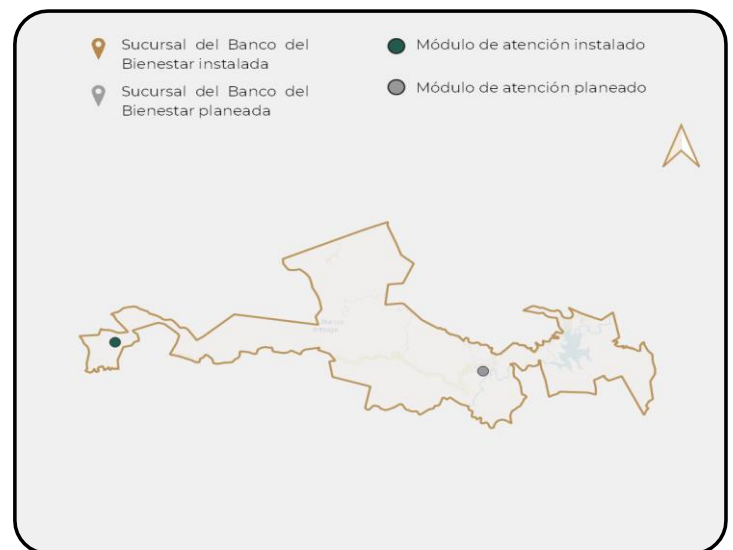 Sucursal del Banco del
Bienestar instalada
Sucursal del Banco del
Bienestar planeada
Módulo de atención instalado
Módulo de atención planeado